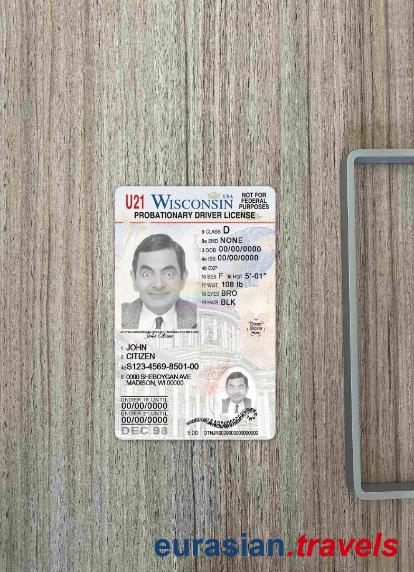 U21 WISCONSIN USA NOT FOR FEDERAL PURPOSES
PROBATIONARY DRIVER LICENSE
9 CLASS D
9a END NONE
3 DOB 00/00/0000
4a ISS 00/00/0000
4b EXP
15 SEX F 16 HGT 5'-01"
17 WGT 108 lb
18 EYES BRO
19 HAIR BLK
John Citizen
1 JOHN
2 CITIZEN
4d S123-4569-8501-00
8 0000 SHEBOYGAN AVE
MADISON, WI 00000
UNDER 18 UNTIL
00/00/0000
UNDER 21 UNTIL
00/00/0000
DEC 98
eurasian.travels